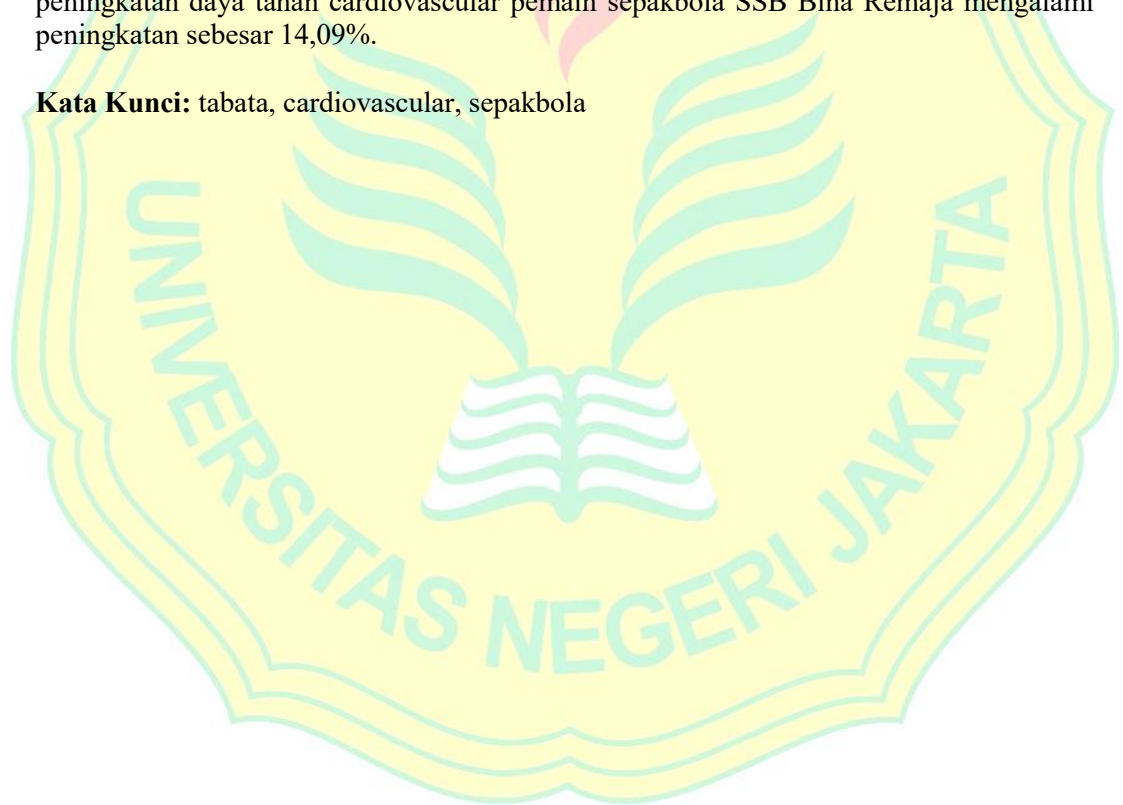 peningkatan daya tahan cardiovascular pemain sepakbola SSB Bina Remaja mengalami
peningkatan sebesar 14,09%.
Kata Kunci: tabata, cardiovascular, sepakbola
UNIVERSITAS NEGERI JAKARTA